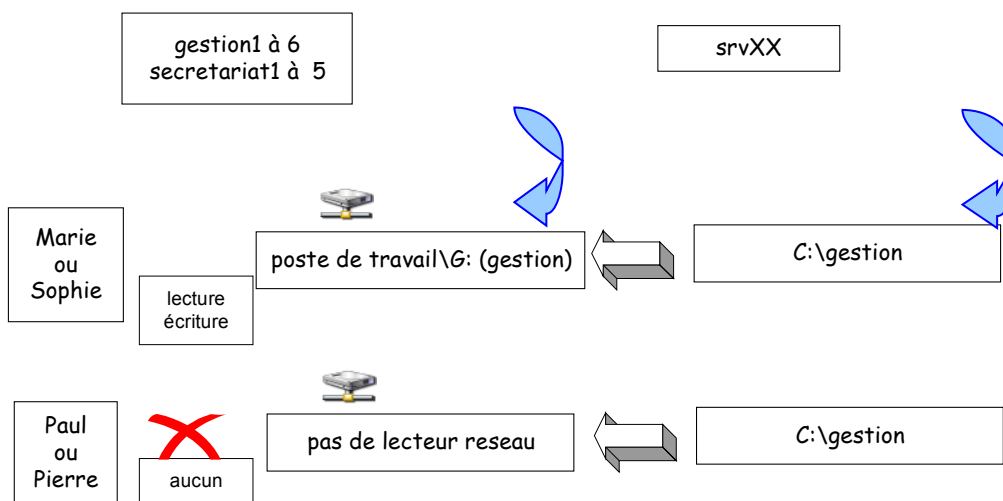 gestion1 à 6
secretariat1 à 5
srvXX
Marie
ou
Sophie
lecture
écriture
poste de travail\G: (gestion)
C:\gestion
Paul
ou
Pierre
aucun
pas de lecteur reseau
C:\gestion